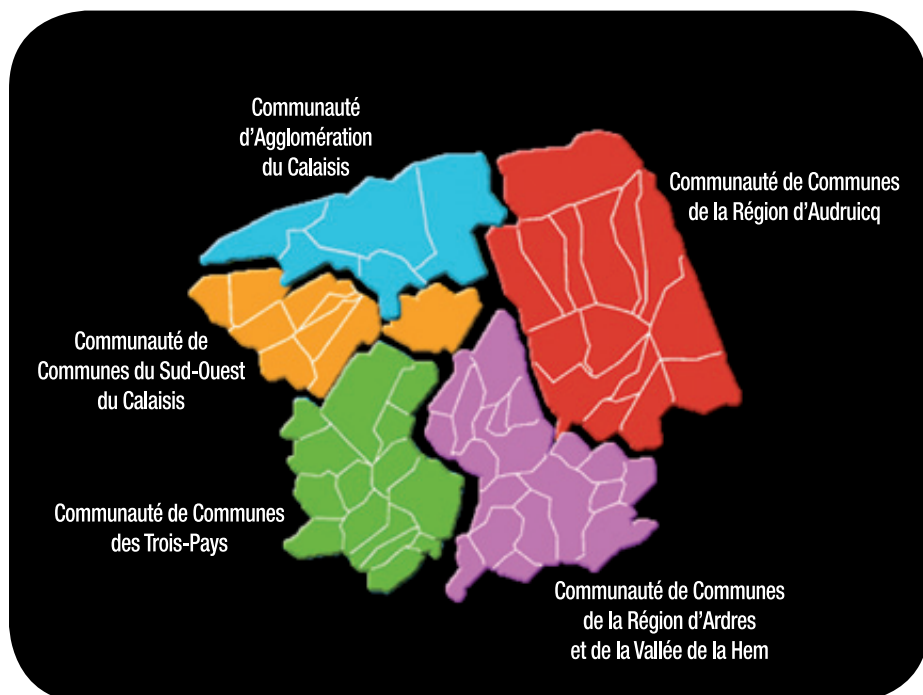 Communauté
d’Agglomération
du Calaisis
Communauté de Communes
de la Région d’Audruicq
Communauté de
Communes du Sud-Ouest
du Calaisis
Communauté de Communes
des Trois-Pays
Communauté de Communes
de la Région d’Ardres
et de la Vallée de la Hem